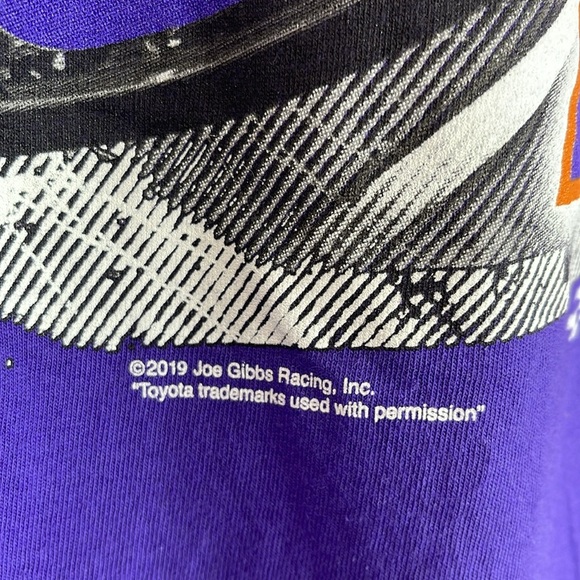 ©2019 Joe Gibbs Racing, Inc.
"Toyota trademarks used with permission"